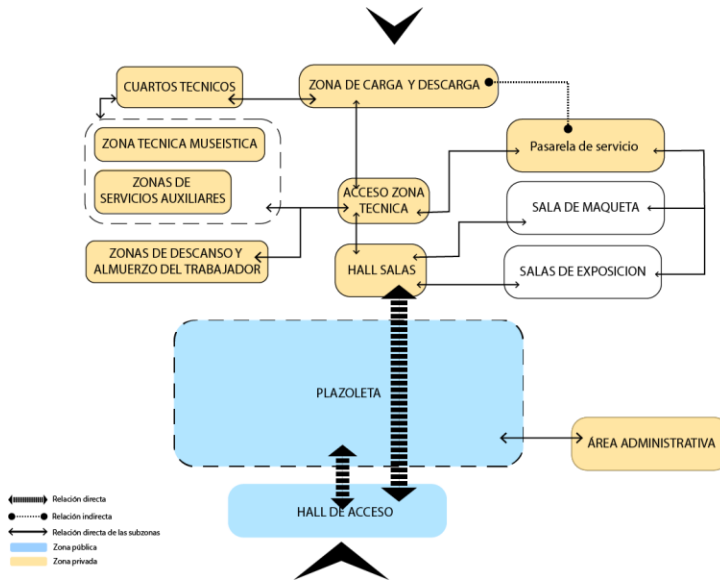 CUARTOS TECNICOS
ZONA DE CARGA Y DESCARGA
ZONA TECNICA MUSEISTICA
Pasarela de servicio
ZONAS DE
SERVICIOS AUXILIARES
ACCESO ZONA
TECNICA
SALA DE MAQUETA
ZONAS DE DESCANSO Y
ALMUERZO DEL TRABAJADOR
HALL SALAS
SALAS DE EXPOSICION
PLAZOLETA
ÁREA ADMINISTRATIVA
HALL DE ACCESO
Relación directa
Relación indirecta
Relación directa de las subzonas
Zona pública
Zona privada